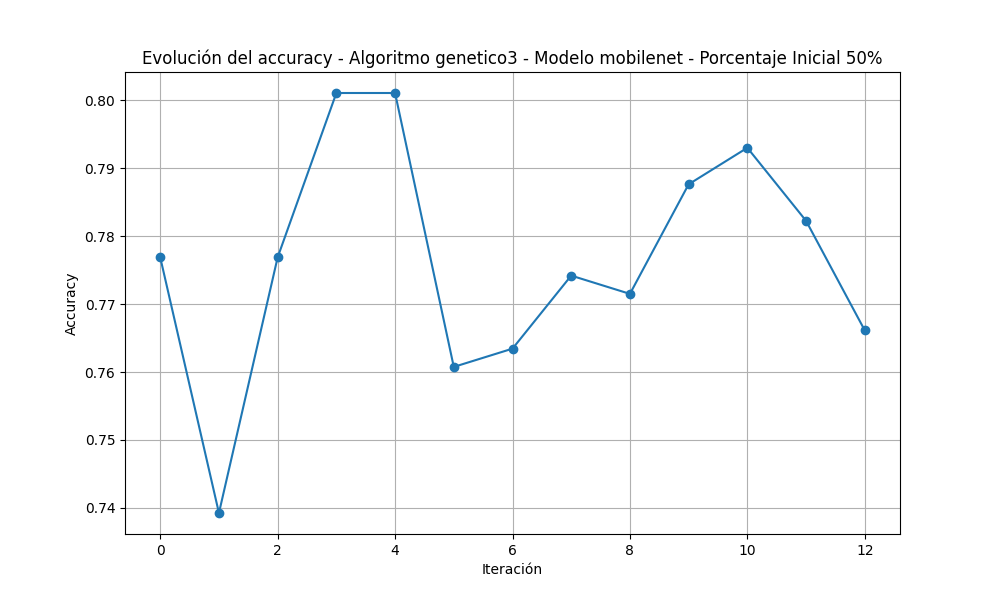 Evolución del accuracy - Algoritmo genetico3 - Modelo mobilenet - Porcentaje Inicial 50%
Accuracy
0.80
0.79
0.78
0.77
0.76
0.75
0.74
0 2 4 6 8 10 12
Iteración